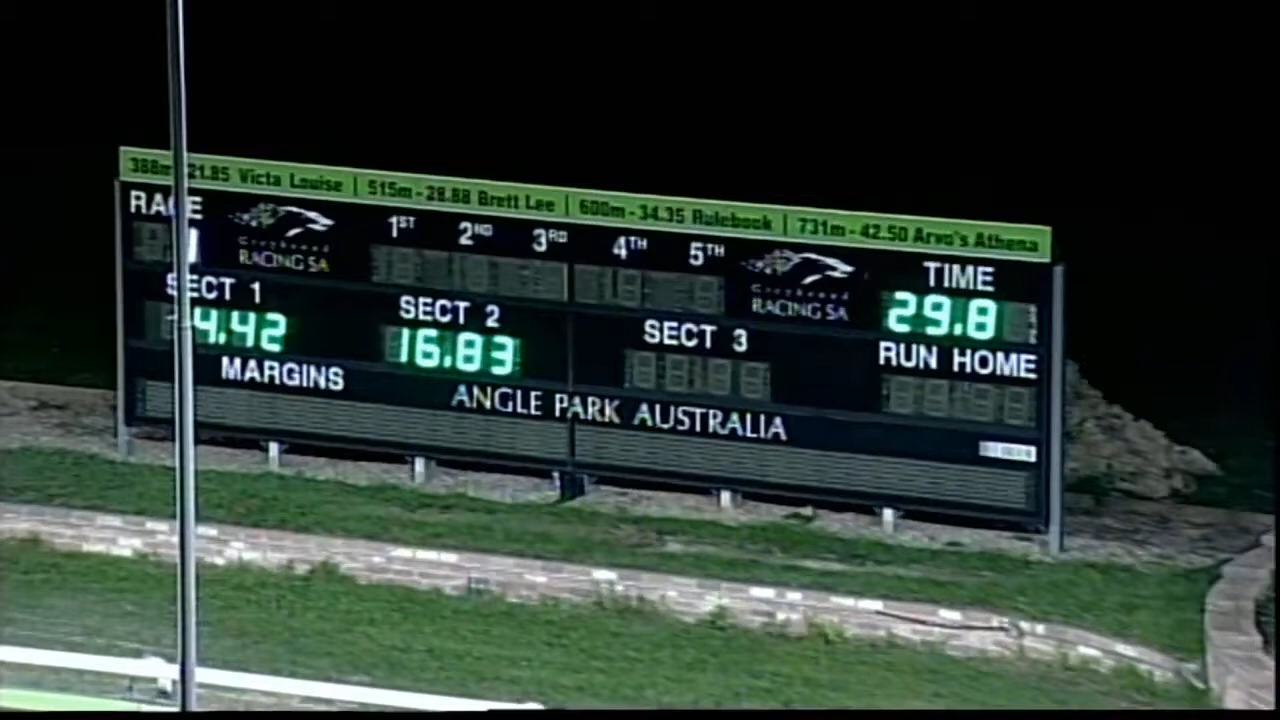 388m - 21.85 Victa Louise | 515m - 28.88 Brett Lee | 600m - 34.35 Rulebook | 731m - 42.50 Arvo's Athena
RACE 1ST 2ND 3RD 4TH 5TH TIME
Greyhound RACING SA
Greyhound RACING SA
29.8
SECT 1 SECT 2 SECT 3 RUN HOME
4.42 16.83
MARGINS
ANGLE PARK AUSTRALIA